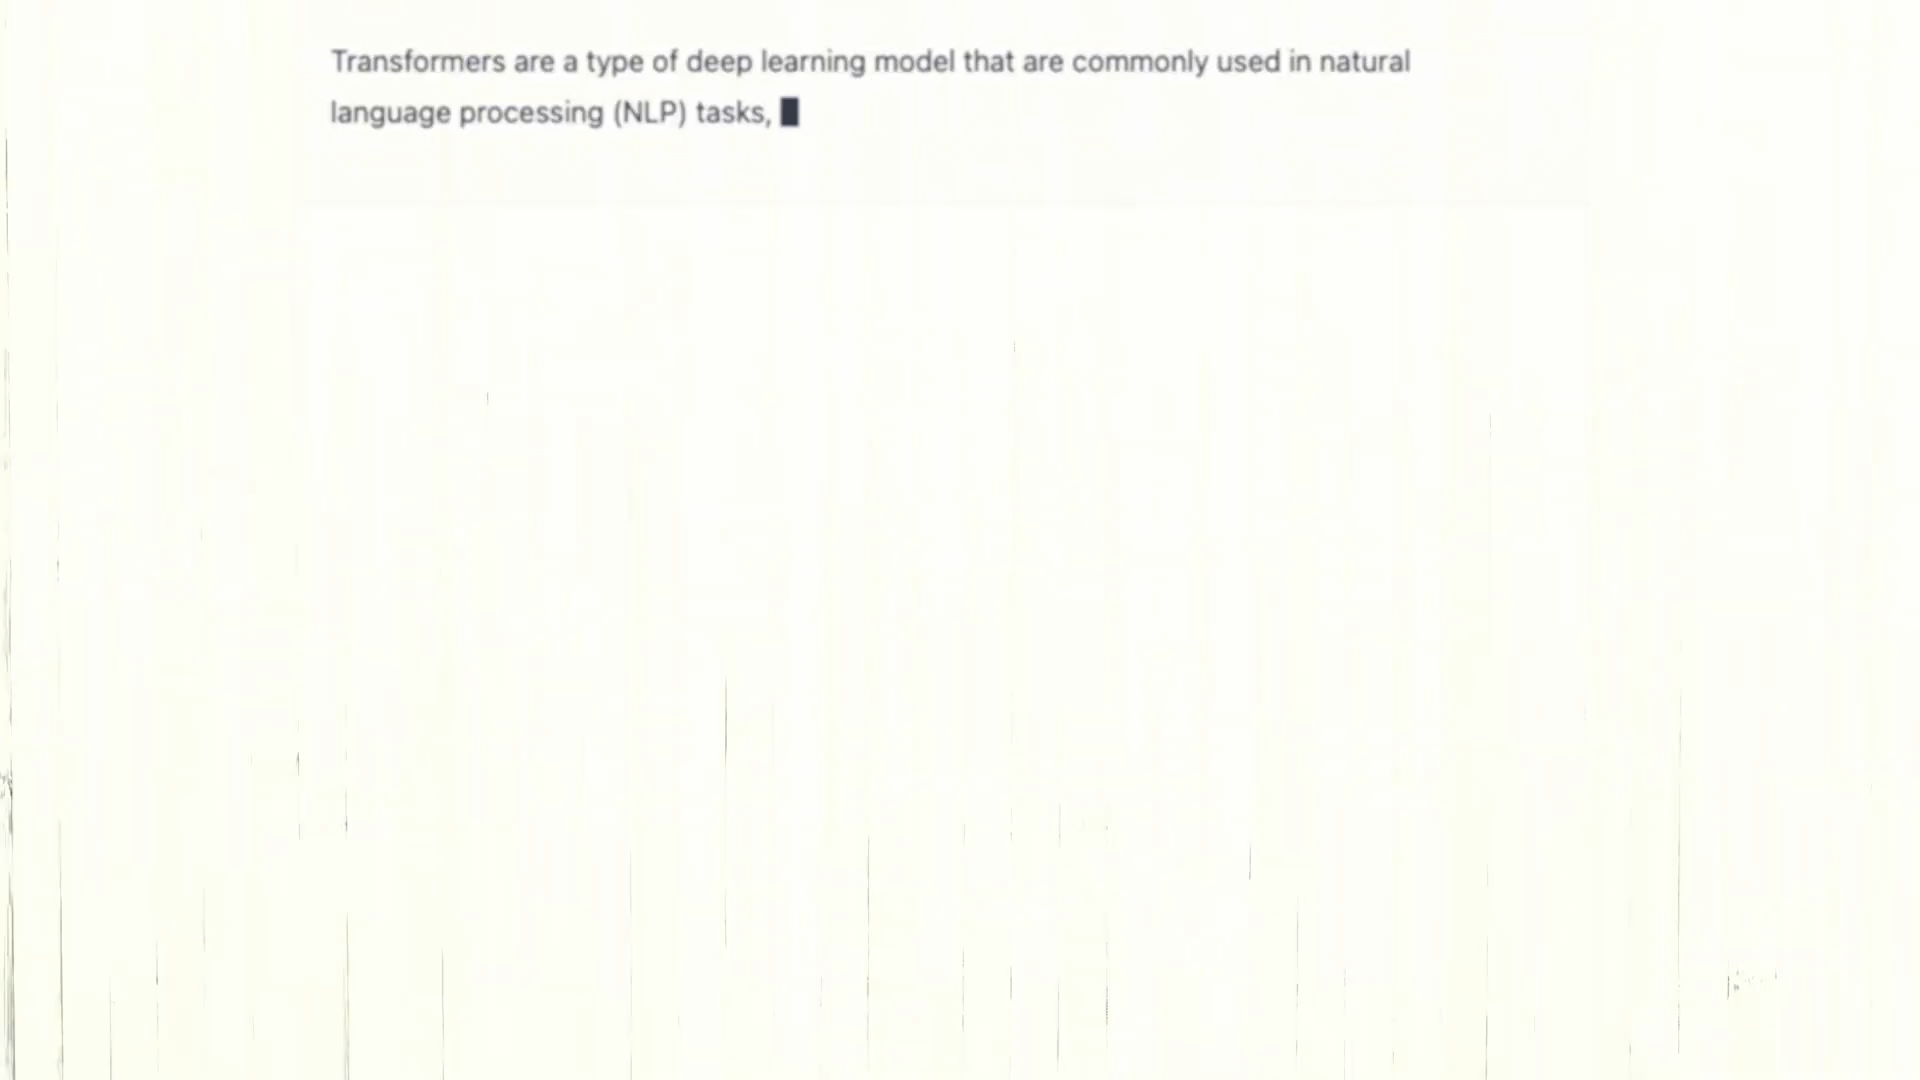 Transformers are a type of deep learning model that are commonly used in natural
language processing (NLP) tasks,